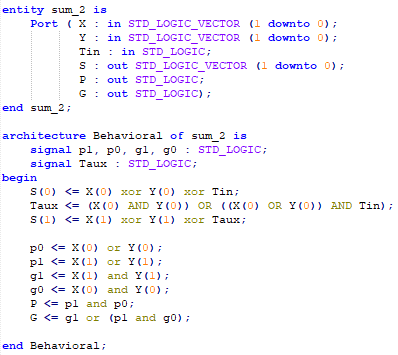 entity sum_2 is
Port ( X : in STD_LOGIC_VECTOR (1 downto 0);
Y : in STD_LOGIC_VECTOR (1 downto 0);
Tin : in STD_LOGIC;
S : out STD_LOGIC_VECTOR (1 downto 0);
P : out STD_LOGIC;
G : out STD_LOGIC);
end sum_2;
architecture Behavioral of sum_2 is
signal p1, p0, g1, g0 : STD_LOGIC;
signal Taux : STD_LOGIC;
begin
S(0) <= X(0) xor Y(0) xor Tin;
Taux <= (X(0) AND Y(0)) OR ((X(0) OR Y(0)) AND Tin);
S(1) <= X(1) xor Y(1) xor Taux;
p0 <= X(0) or Y(0);
p1 <= X(1) or Y(1);
g1 <= X(1) and Y(1);
g0 <= X(0) and Y(0);
P <= p1 and p0;
G <= g1 or (p1 and g0);
end Behavioral;